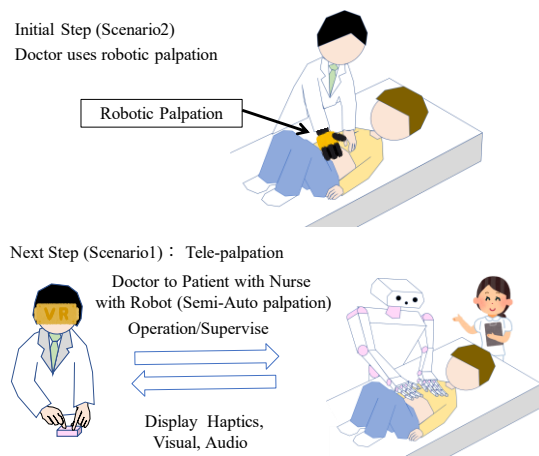 Initial Step (Scenario2)
Doctor uses robotic palpation
Robotic Palpation
Next Step (Scenario1)： Tele-palpation
Doctor to Patient with Nurse
with Robot (Semi-Auto palpation)
Operation/Supervise
VR
Display Haptics,
Visual, Audio